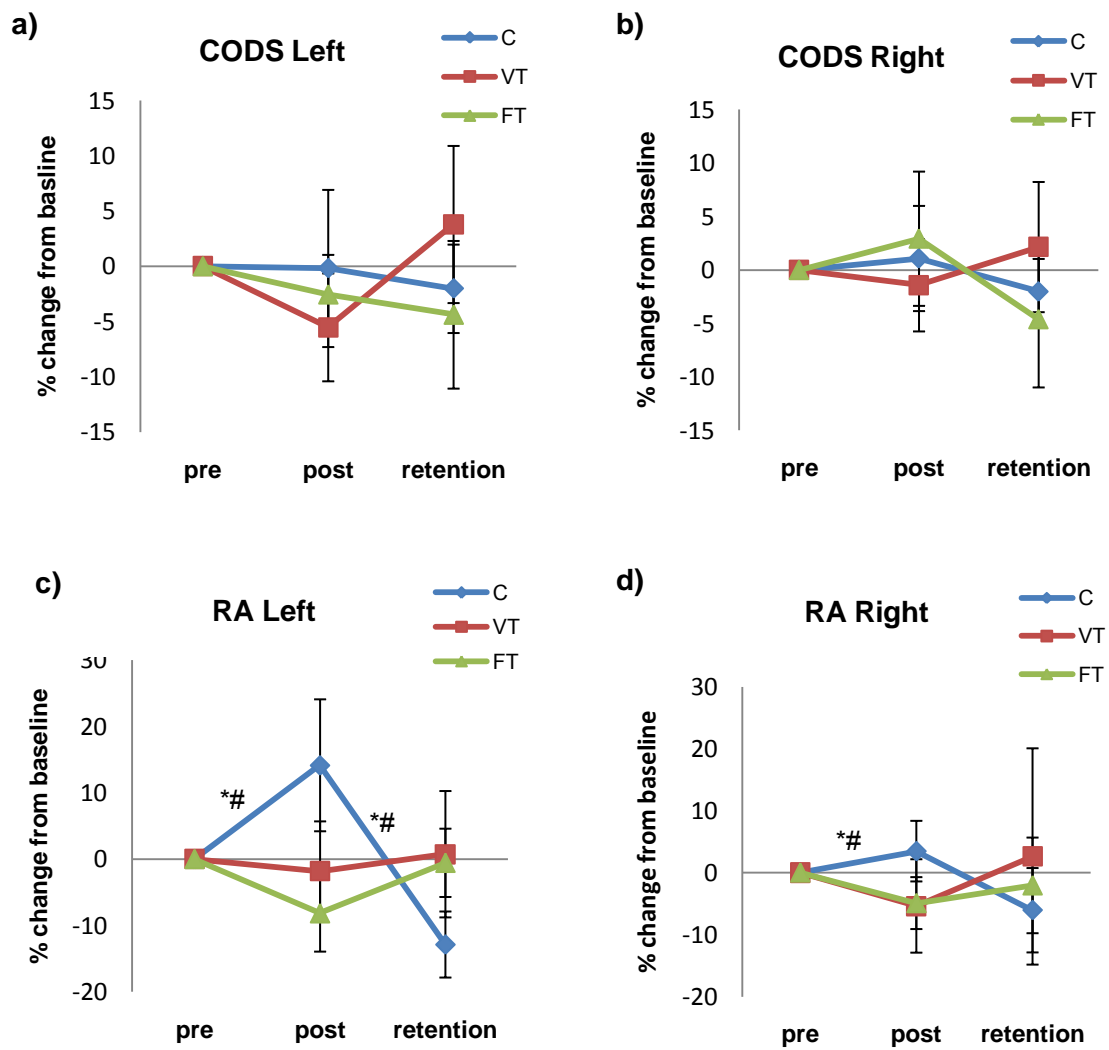 a)
CODS Left
C
VT
FT
% change from basline
15
10
5
0
-5
-10
-15
pre post retention
b)
CODS Right
C
VT
FT
% change from baseline
15
10
5
0
-5
-10
-15
pre post retention
c)
RA Left
C
VT
FT
% change from baseline
30
20
10
0
-10
-20
*#
*#
pre post retention
d)
RA Right
C
VT
FT
% change from baseline
30
20
10
0
-10
-20
*#
pre post retention